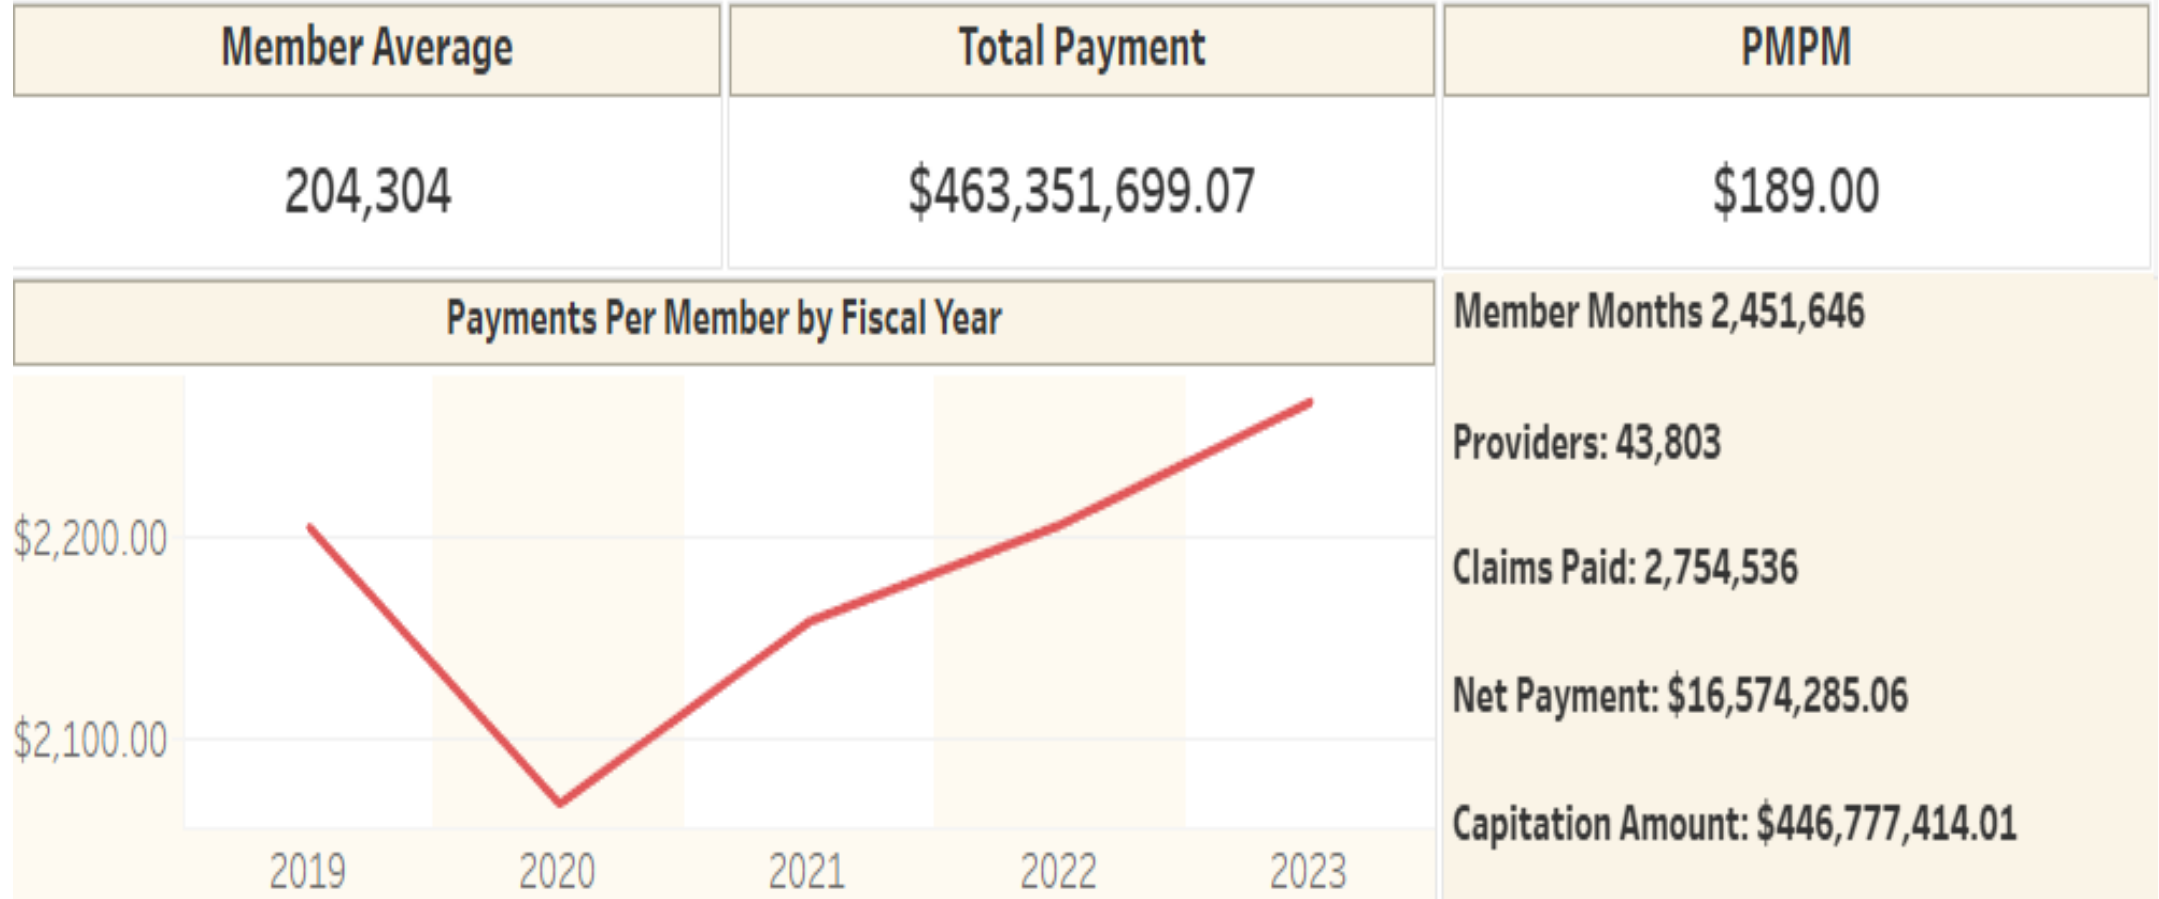 Member Average
Total Payment
PMPM
204,304
$463,351,699.07
$189.00
Payments Per Member by Fiscal Year
$2,200.00
$2,100.00
2019
2020
2021
2022
2023
Member Months 2,451,646
Providers: 43,803
Claims Paid: 2,754,536
Net Payment: $16,574,285.06
Capitation Amount: $446,777,414.01